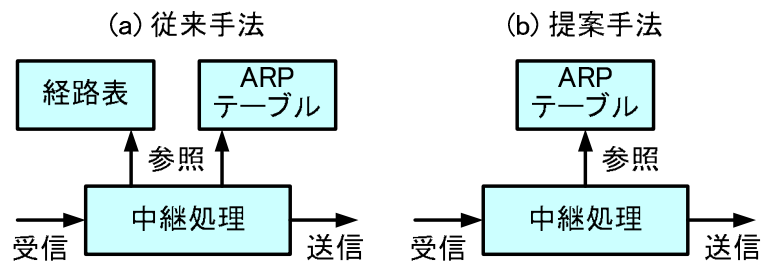 (a) 従来手法
経路表
ARP
テーブル
参照
受信
中継処理
送信
(b) 提案手法
ARP
テーブル
参照
受信
中継処理
送信